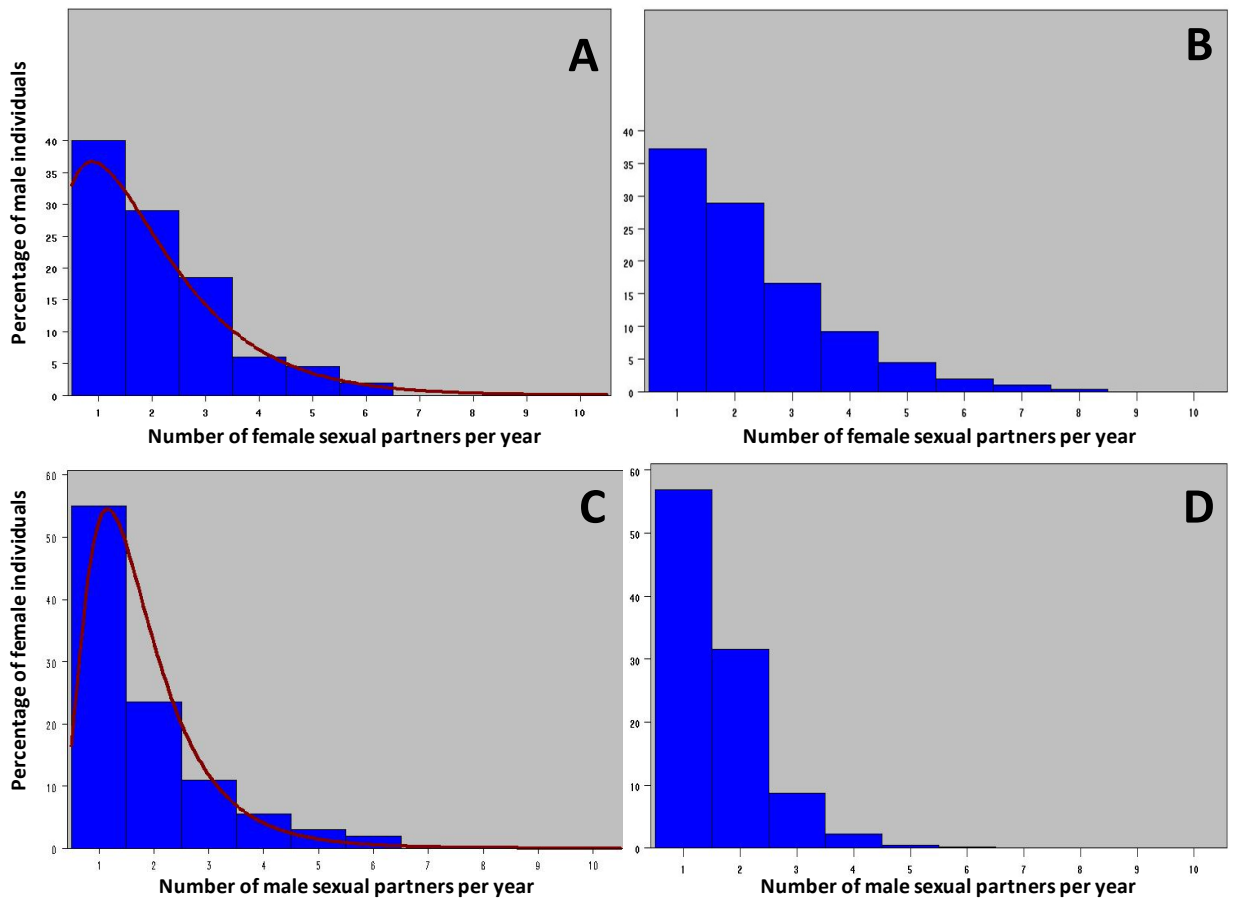 A
Percentage of male individuals
40
35
30
25
20
15
10
5
0
1 2 3 4 5 6 7 8 9 10
Number of female sexual partners per year
B
40
35
30
25
20
15
10
5
0
1 2 3 4 5 6 7 8 9 10
Number of female sexual partners per year
C
Percentage of female individuals
60
50
40
30
20
10
0
1 2 3 4 5 6 7 8 9 10
Number of male sexual partners per year
D
60
50
40
30
20
10
0
1 2 3 4 5 6 7 8 9 10
Number of male sexual partners per year